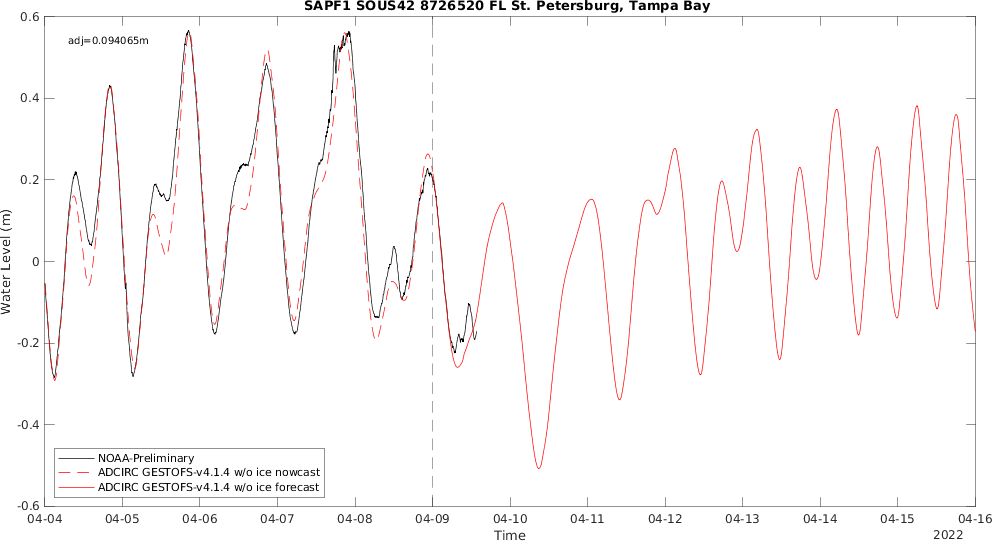 SAPF1 SOUS42 8726520 FL St. Petersburg, Tampa Bay
adj=0.094065m
0.6
0.4
0.2
0
-0.2
-0.4
-0.6
Water Level (m)
NOAA-Preliminary
ADCIRC GESTOFS-v4.1.4 w/o ice nowcast
ADCIRC GESTOFS-v4.1.4 w/o ice forecast
04-04 04-05 04-06 04-07 04-08 04-09 04-10 04-11 04-12 04-13 04-14 04-15 04-16
Time
2022